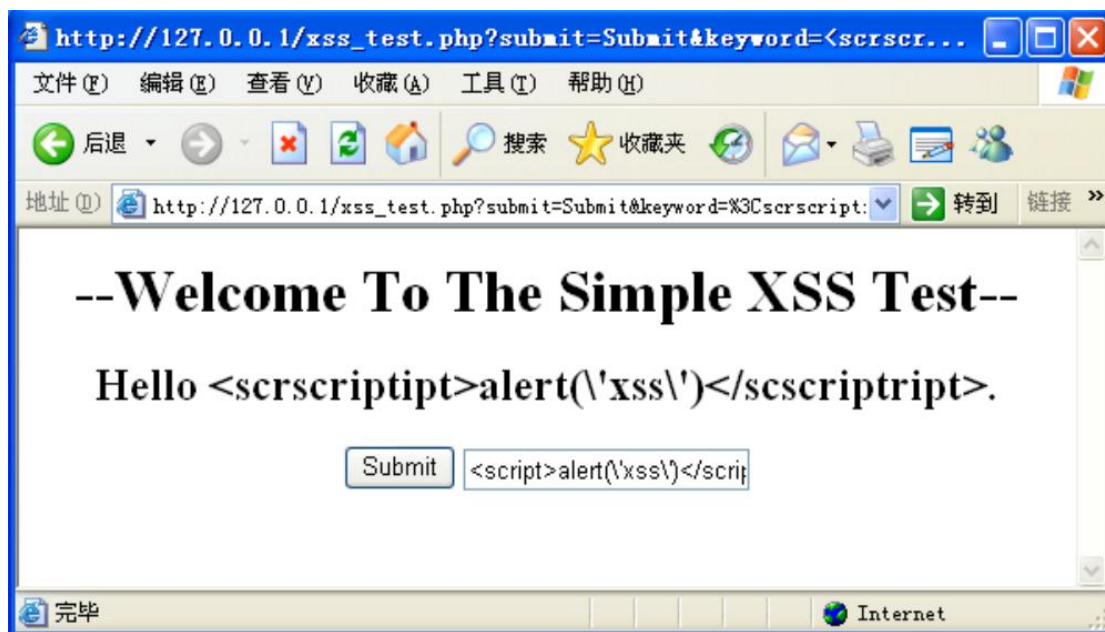 http://127.0.0.1/xss_test.php?submit=Submit&keyword=<scrscr...
文件(F) 编辑(E) 查看(V) 收藏(A) 工具(T) 帮助(H)
后退 搜索 收藏夹
地址(D) http://127.0.0.1/xss_test.php?submit=Submit&keyword=%3Cscrscript: 转到 链接 »
--Welcome To The Simple XSS Test--
Hello <scrscriptipt>alert(\'xss\')</scscriptript>.
Submit <script>alert(\'xss\')</scrip
完毕 Internet